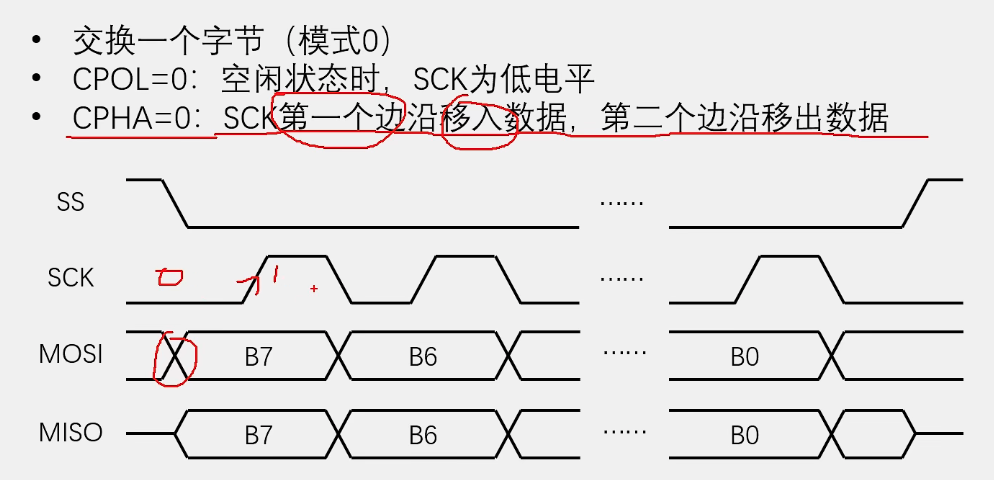 • 交换一个字节（模式0）
• CPOL=0：空闲状态时，SCK为低电平
• CPHA=0：SCK第一个边沿移入数据，第二个边沿移出数据
SS ……
SCK 0 1 ……
MOSI B7 B6 …… B0
MISO B7 B6 …… B0